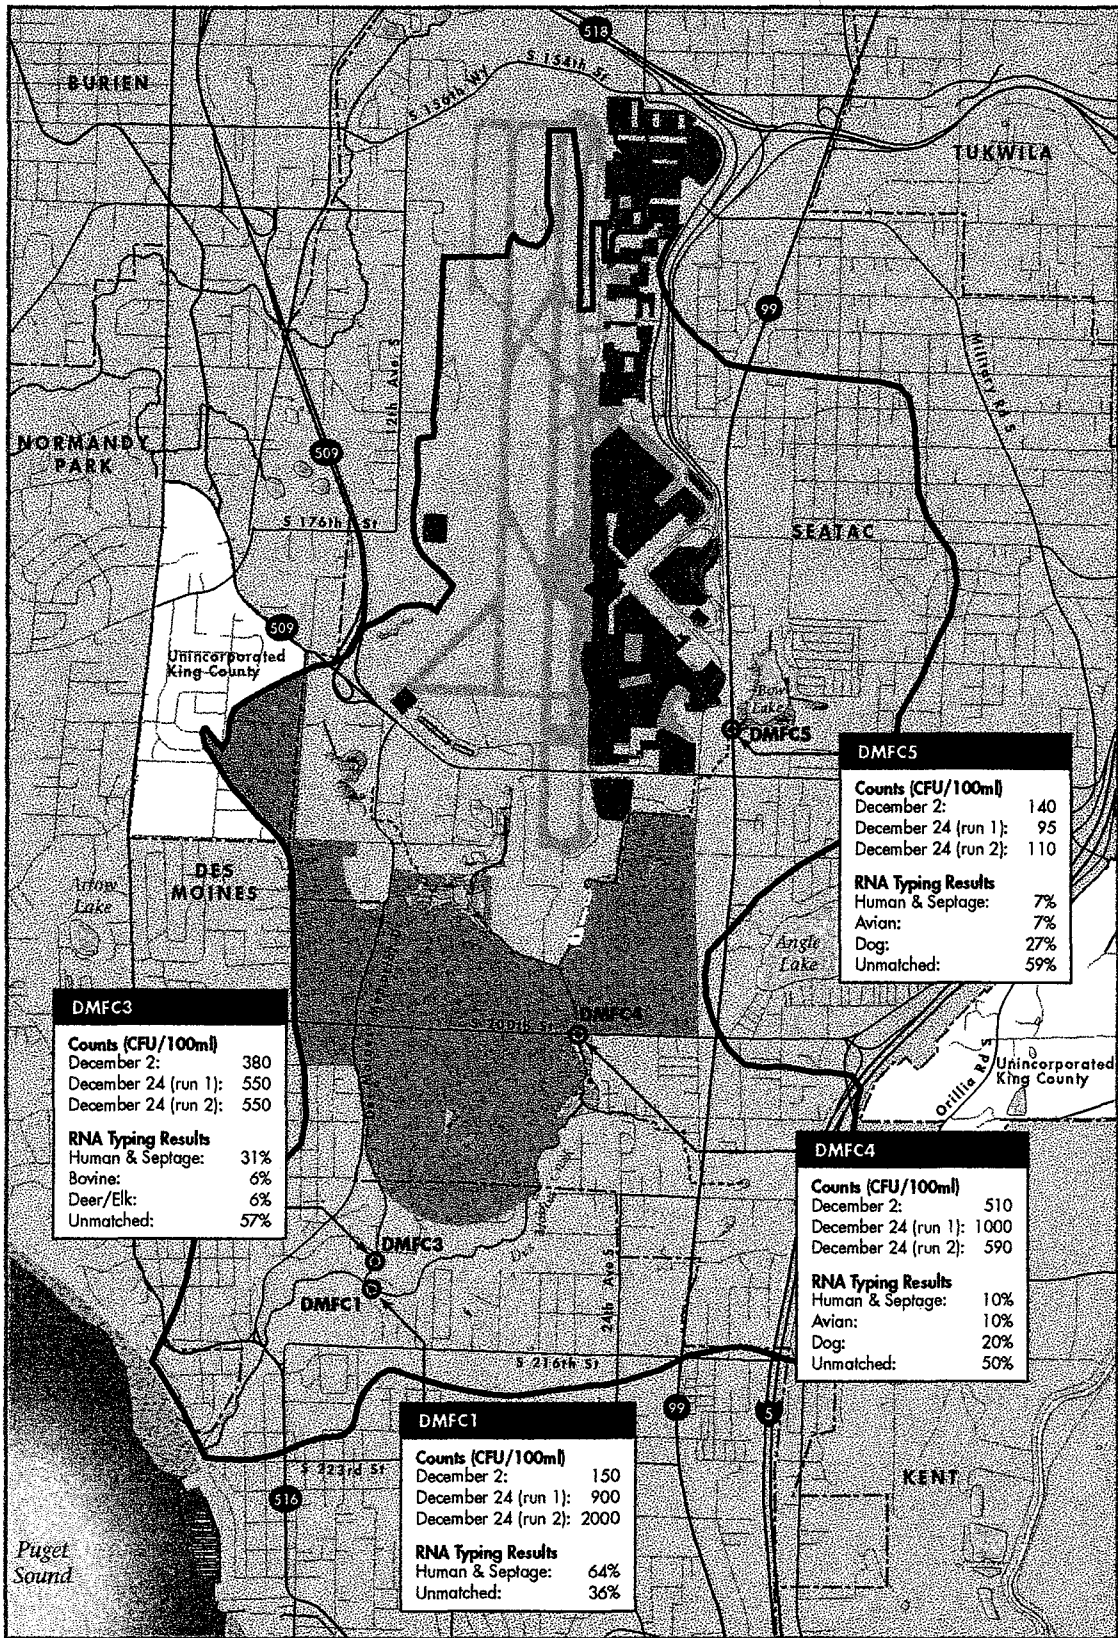 518
S 154th St
BURIEN
S 156th Wy
TUKWILA
99
Military Rd S
12th Ave S
NORMANDY
PARK
509
S 176th St
SEATAC
509
Unincorporated
King County
Bow
Lake
DMFC5
DMFC5
Counts (CFU/100ml)
December 2: 140
December 24 (run 1): 95
December 24 (run 2): 110
RNA Typing Results
Human & Septage: 7%
Avian: 7%
Dog: 27%
Unmatched: 59%
DES
MOINES
Arrow
Lake
Angle
Lake
DMFC4
S 200th St
DMFC3
Counts (CFU/100ml)
December 2: 380
December 24 (run 1): 550
December 24 (run 2): 550
RNA Typing Results
Human & Septage: 31%
Bovine: 6%
Deer/Elk: 6%
Unmatched: 57%
Unincorporated
King County
Orillia Rd S
DMFC4
Counts (CFU/100ml)
December 2: 510
December 24 (run 1): 1000
December 24 (run 2): 590
RNA Typing Results
Human & Septage: 10%
Avian: 10%
Dog: 20%
Unmatched: 50%
DMFC3
DMFC1
24th Ave S
S 216th St
DMFC1
Counts (CFU/100ml)
December 2: 150
December 24 (run 1): 900
December 24 (run 2): 2000
RNA Typing Results
Human & Septage: 64%
Unmatched: 36%
99
5
S 223rd St
516
KENT
Puget
Sound